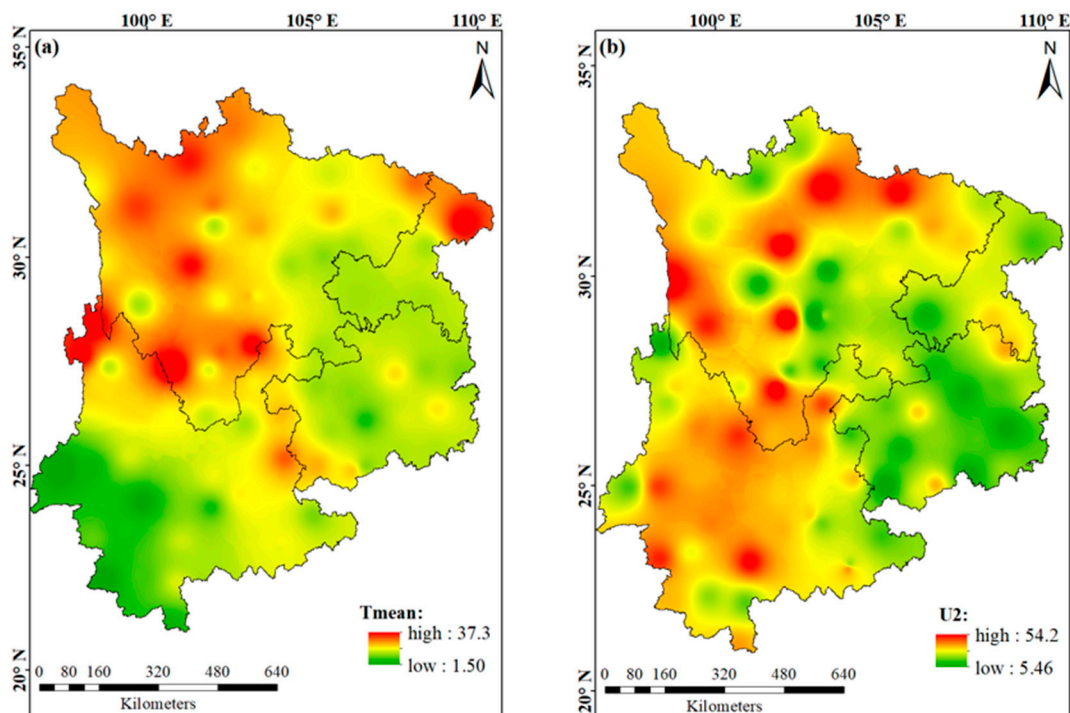 100° E 105° E 110° E
(a)
N
35° N
30° N
25° N
20° N
Tmean:
high : 37.3
low : 1.50
0 80 160 320 480 640
Kilometers
100° E 105° E 110° E
(b)
N
35° N
30° N
25° N
20° N
U2:
high : 54.2
low : 5.46
0 80 160 320 480 640
Kilometers